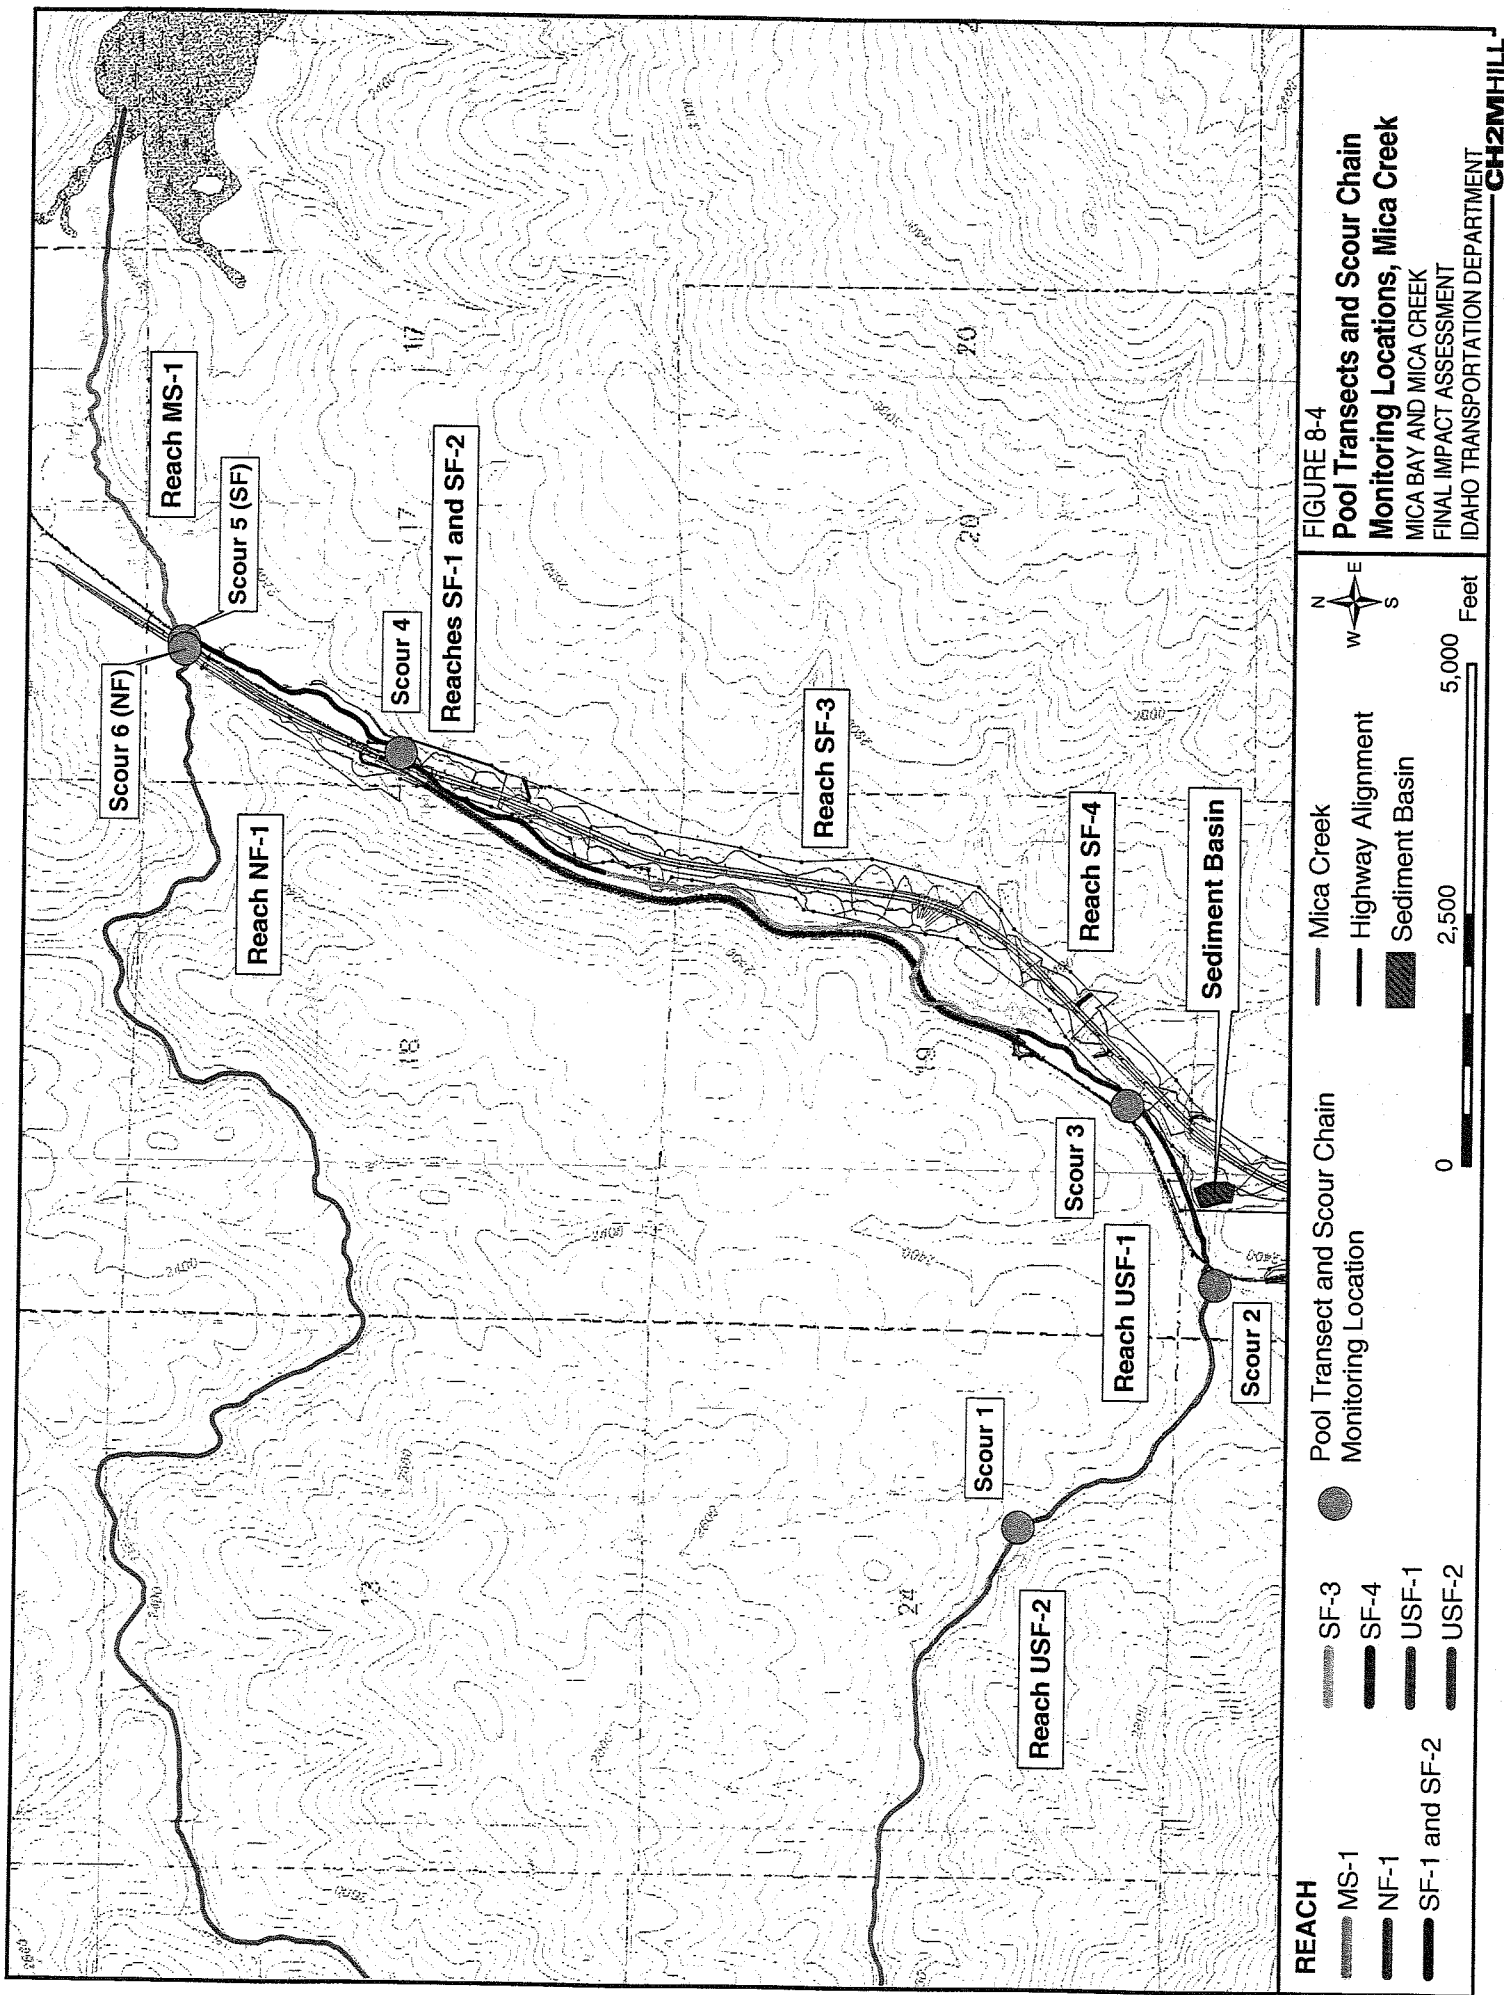 Reach MS-1
Scour 5 (SF)
Scour 6 (NF)
Scour 4
Reaches SF-1 and SF-2
Reach NF-1
Reach SF-3
Reach SF-4
Sediment Basin
Scour 3
Reach USF-1
Scour 2
Scour 1
Reach USF-2
17
17
20
20
18
19
13
24
REACH
MS-1
NF-1
SF-1 and SF-2
SF-3
SF-4
USF-1
USF-2
Pool Transect and Scour Chain
Monitoring Location
Mica Creek
Highway Alignment
Sediment Basin
0
2,500
5,000
Feet
N
W
E
S
FIGURE 8-4
Pool Transects and Scour Chain
Monitoring Locations, Mica Creek
MICA BAY AND MICA CREEK
FINAL IMPACT ASSESSMENT
IDAHO TRANSPORTATION DEPARTMENT
CH2MHILL